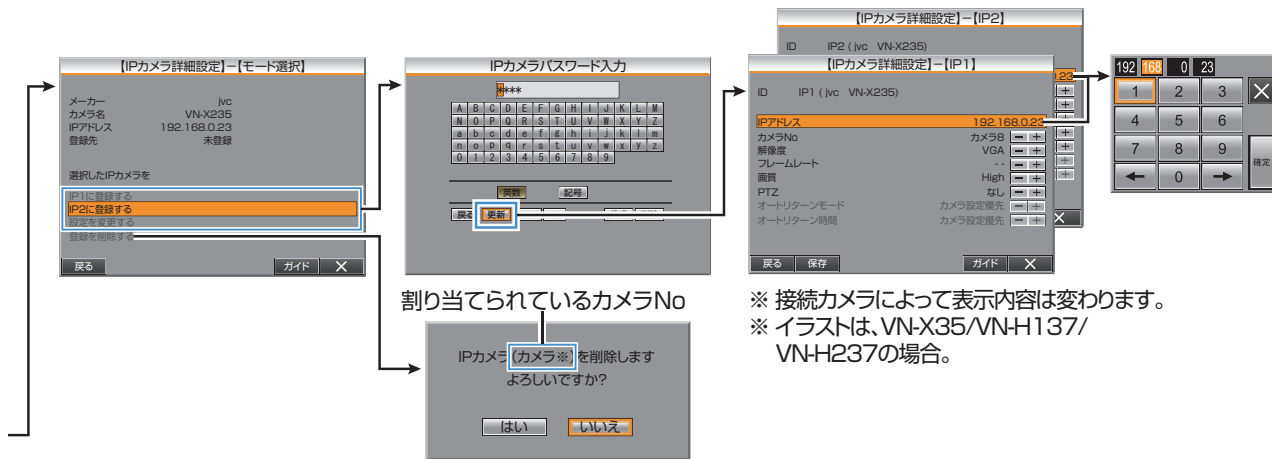 【IPカメラ詳細設定】－【モード選択】
メーカー jvc
カメラ名 VN-X235
IPアドレス 192.168.0.23
登録先 未登録
選択したIPカメラを
IP1に登録する
IP2に登録する
設定を変更する
登録を削除する
戻る ガイド ×
IPカメラパスワード入力
****
A B C D E F G H I J K L M
N O P Q R S T U V W X Y Z
a b c d e f g h i j k l m
n o p q r s t u v w x y z
0 1 2 3 4 5 6 7 8 9
英数 記号
戻る 更新
割り当てられているカメラNo
IPカメラ(カメラ※)を削除します
よろしいですか?
はい いいえ
【IPカメラ詳細設定】－【IP2】
ID IP2 ( jvc VN-X235)
【IPカメラ詳細設定】－【IP1】
ID IP1 ( jvc VN-X235)
IPアドレス 192.168.0.23
カメラNo カメラ8 － ＋
解像度 VGA － ＋
フレームレート - - － ＋
画質 High － ＋
PTZ なし － ＋
オートリターンモード カメラ設定優先 － ＋
オートリターン時間 カメラ設定優先 － ＋
戻る 保存 ガイド ×
192 168 0 23
1 2 3 ×
4 5 6
7 8 9 確定
← 0 →
※ 接続カメラによって表示内容は変わります。
※ イラストは、VN-X35/VN-H137/
VN-H237の場合。